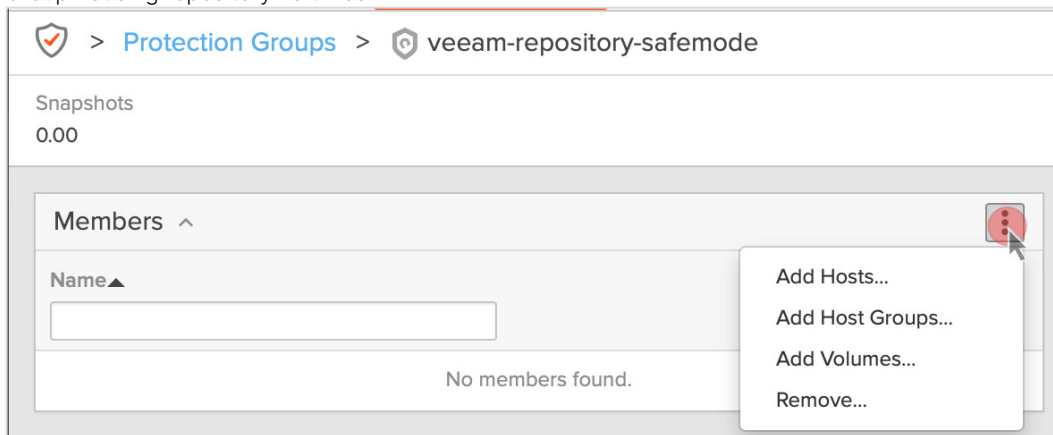 > Protection Groups > veeam-repository-safemode
Snapshots
0.00
Members
Name
Add Hosts...
Add Host Groups...
Add Volumes...
Remove...
No members found.